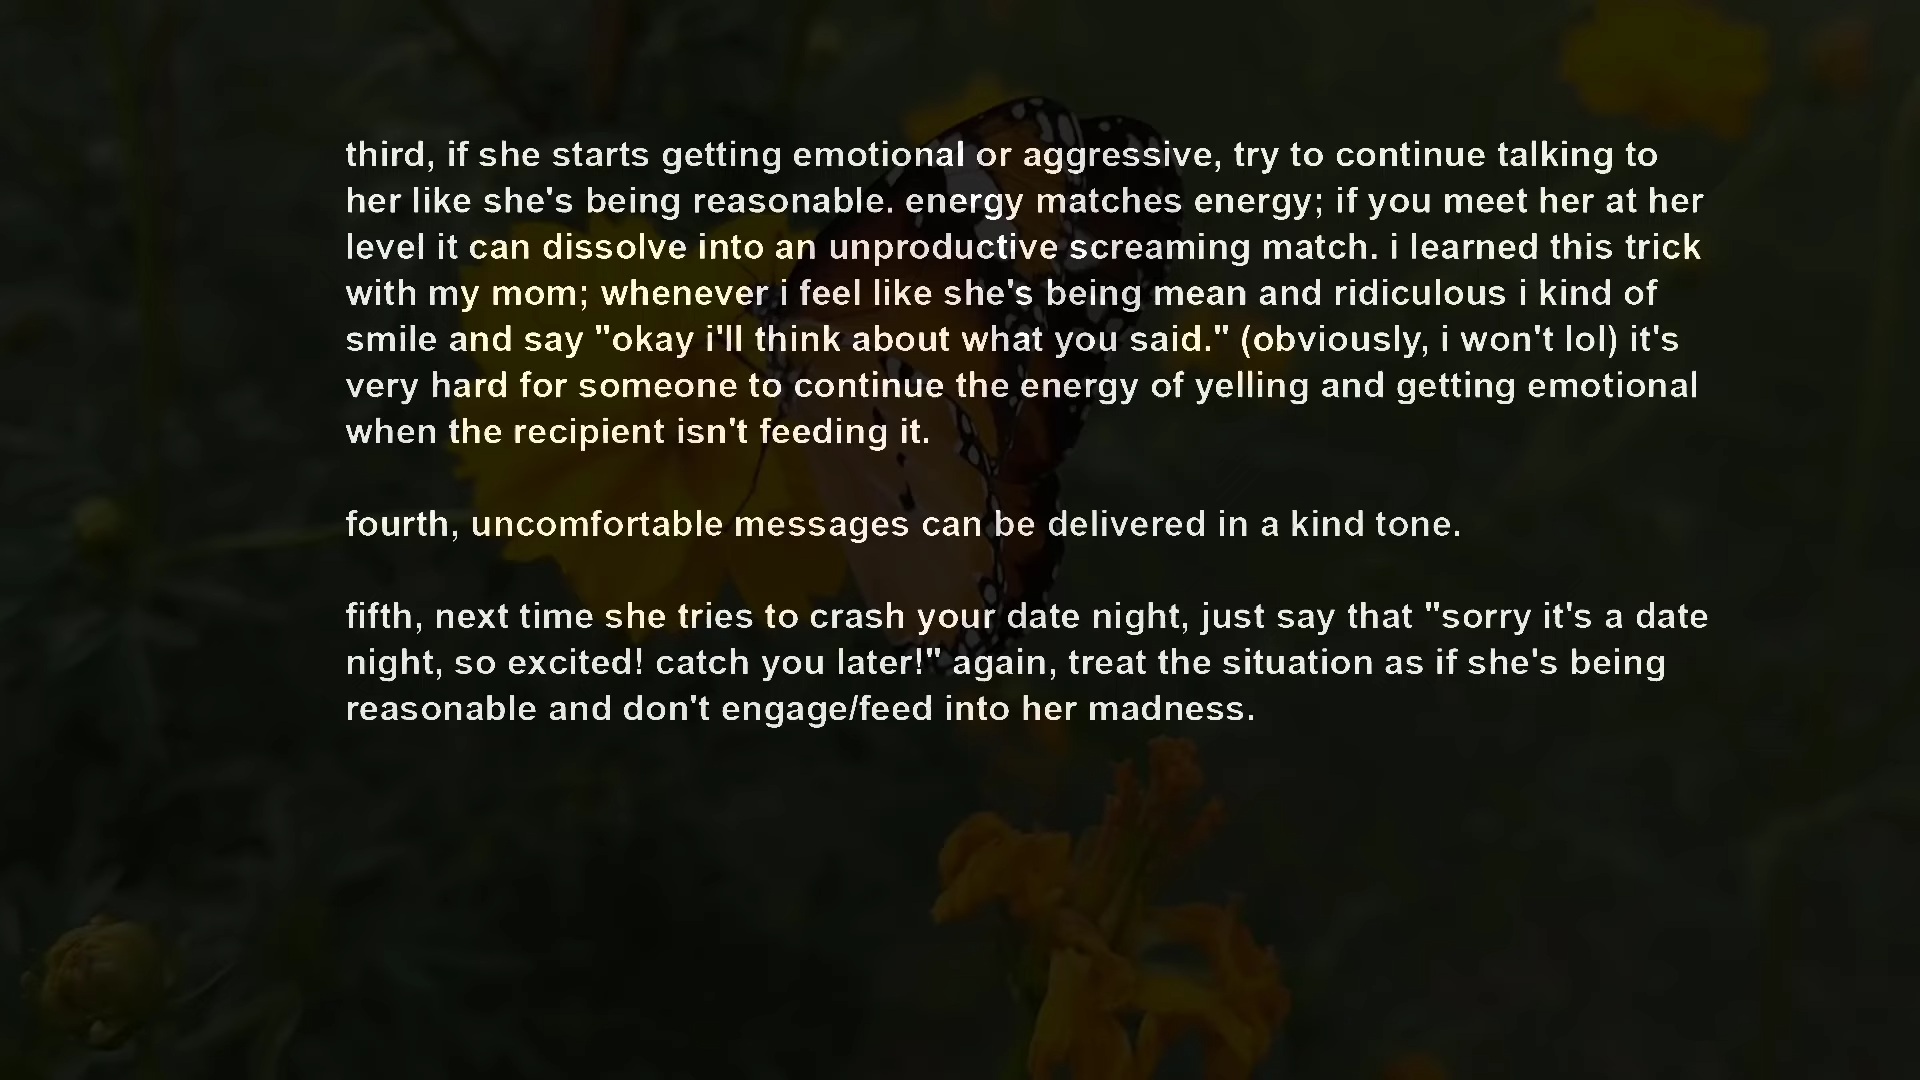 third, if she starts getting emotional or aggressive, try to continue talking to
her like she's being reasonable. energy matches energy; if you meet her at her
level it can dissolve into an unproductive screaming match. i learned this trick
with my mom; whenever i feel like she's being mean and ridiculous i kind of
smile and say "okay i'll think about what you said." (obviously, i won't lol) it's
very hard for someone to continue the energy of yelling and getting emotional
when the recipient isn't feeding it.
fourth, uncomfortable messages can be delivered in a kind tone.
fifth, next time she tries to crash your date night, just say that "sorry it's a date
night, so excited! catch you later!" again, treat the situation as if she's being
reasonable and don't engage/feed into her madness.